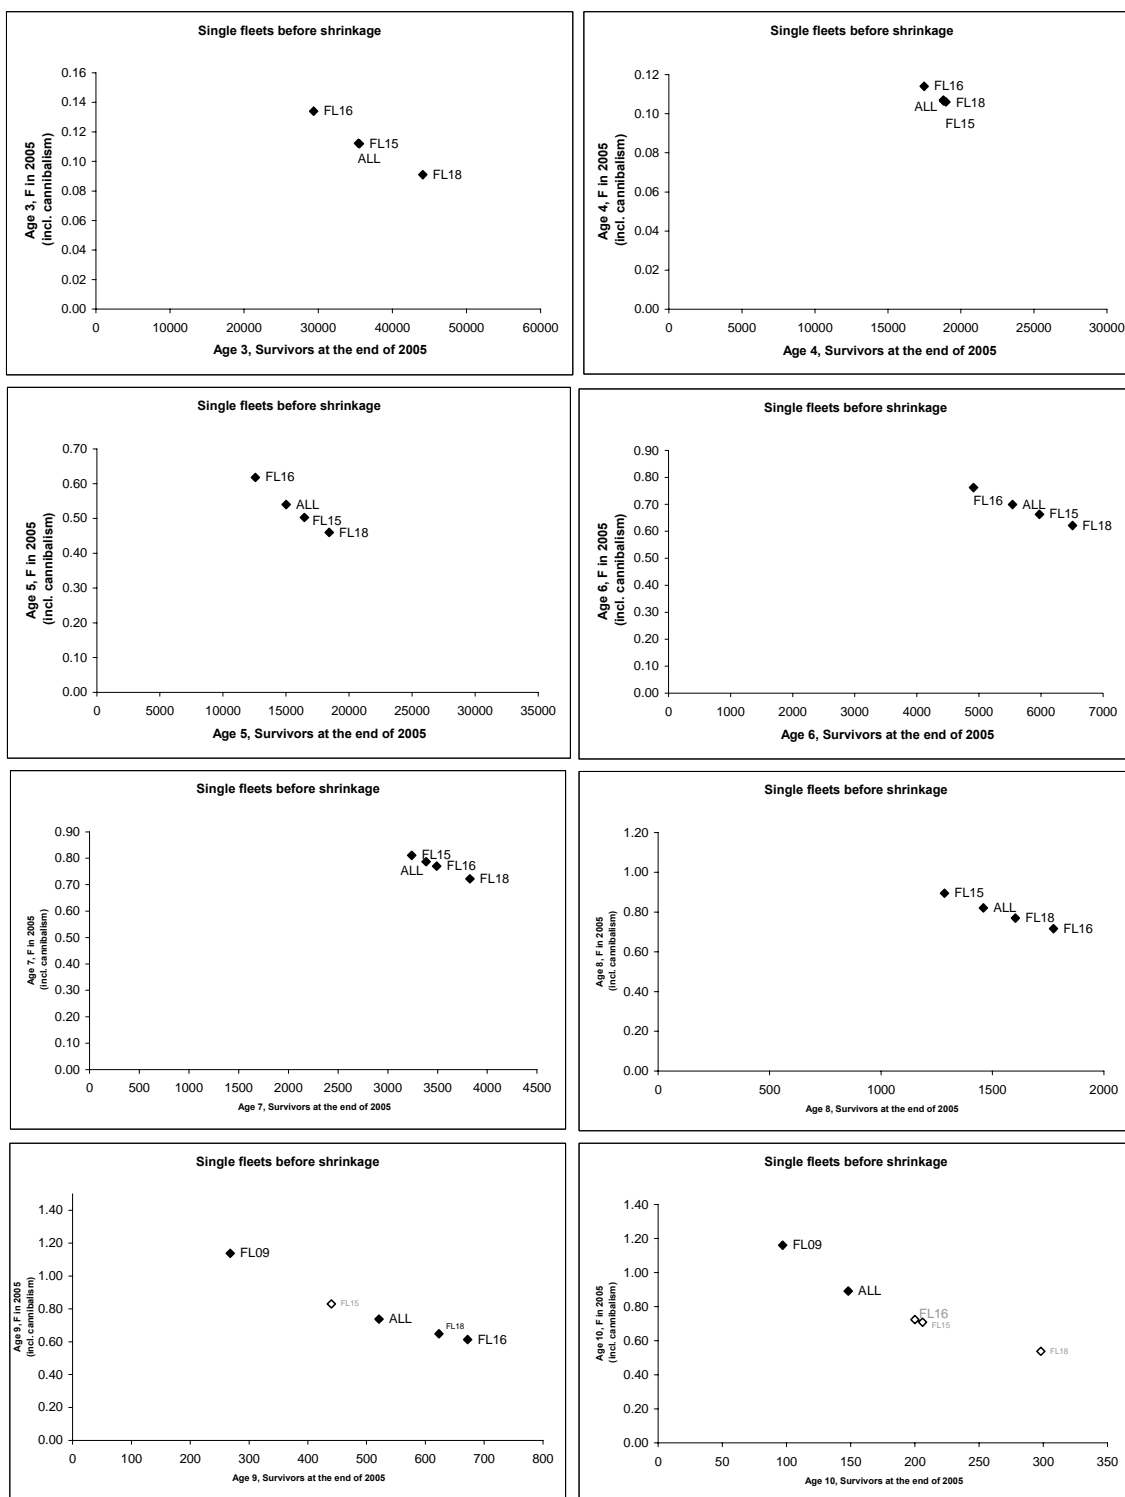 Single fleets before shrinkage
0.16
0.14
0.12
0.10
0.08
0.06
0.04
0.02
0.00
Age 3, F in 2005
(incl. cannibalism)
FL16
FL15
ALL
FL18
0 10000 20000 30000 40000 50000 60000
Age 3, Survivors at the end of 2005
Single fleets before shrinkage
0.12
0.10
0.08
0.06
0.04
0.02
0.00
Age 4, F in 2005
(incl. cannibalism)
FL16
ALL FL18
FL15
0 5000 10000 15000 20000 25000 30000
Age 4, Survivors at the end of 2005
Single fleets before shrinkage
0.70
0.60
0.50
0.40
0.30
0.20
0.10
0.00
Age 5, F in 2005
(incl. cannibalism)
FL16
ALL
FL15
FL18
0 5000 10000 15000 20000 25000 30000 35000
Age 5, Survivors at the end of 2005
Single fleets before shrinkage
0.90
0.80
0.70
0.60
0.50
0.40
0.30
0.20
0.10
0.00
Age 6, F in 2005
(incl. cannibalism)
FL16 ALL
FL15
FL18
0 1000 2000 3000 4000 5000 6000 7000
Age 6, Survivors at the end of 2005
Single fleets before shrinkage
0.90
0.80
0.70
0.60
0.50
0.40
0.30
0.20
0.10
0.00
Age 7, F in 2005
(incl. cannibalism)
FL15
ALL FL16
FL18
0 500 1000 1500 2000 2500 3000 3500 4000 4500
Age 7, Survivors at the end of 2005
Single fleets before shrinkage
1.20
1.00
0.80
0.60
0.40
0.20
0.00
Age 8, F in 2005
(incl. cannibalism)
FL15
ALL
FL18
FL16
0 500 1000 1500 2000
Age 8, Survivors at the end of 2005
Single fleets before shrinkage
1.40
1.20
1.00
0.80
0.60
0.40
0.20
0.00
Age 9, F in 2005
(incl. cannibalism)
FL09
FL15
ALL
FL18
FL16
0 100 200 300 400 500 600 700 800
Age 9, Survivors at the end of 2005
Single fleets before shrinkage
1.40
1.20
1.00
0.80
0.60
0.40
0.20
0.00
Age 10, F in 2005
(incl. cannibalism)
FL09
ALL
FL16
FL15
FL18
0 50 100 150 200 250 300 350
Age 10, Survivors at the end of 2005